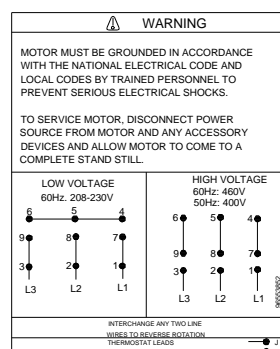 WARNING
MOTOR MUST BE GROUNDED IN ACCORDANCE
WITH THE NATIONAL ELECTRICAL CODE AND
LOCAL CODES BY TRAINED PERSONNEL TO
PREVENT SERIOUS ELECTRICAL SHOCKS.
TO SERVICE MOTOR, DISCONNECT POWER
SOURCE FROM MOTOR AND ANY ACCESSORY
DEVICES AND ALLOW MOTOR TO COME TO A
COMPLETE STAND STILL.
LOW VOLTAGE
60Hz. 208-230V
6 5 4
9 8 7
3 2 1
L3 L2 L1
HIGH VOLTAGE
60Hz: 460V
50Hz: 400V
6 5 4
9 8 7
3 2 1
L3 L2 L1
INTERCHANGE ANY TWO LINE
WIRES TO REVERSE ROTATION
THERMOSTAT LEADS